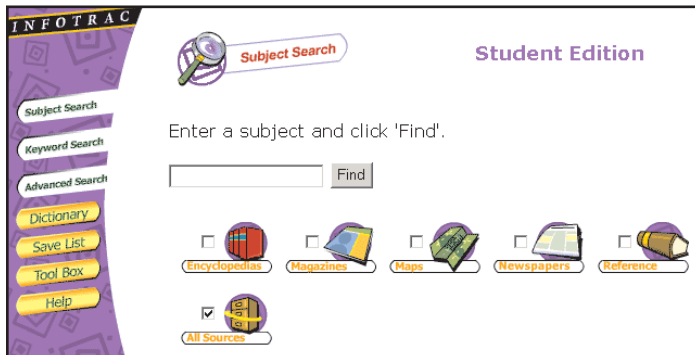 INFOTRAC
Subject Search
Keyword Search
Advanced Search
Dictionary
Save List
Tool Box
Help
Subject Search
Student Edition
Enter a subject and click 'Find'.
Find
Encyclopedias
Magazines
Maps
Newspapers
Reference
All Sources